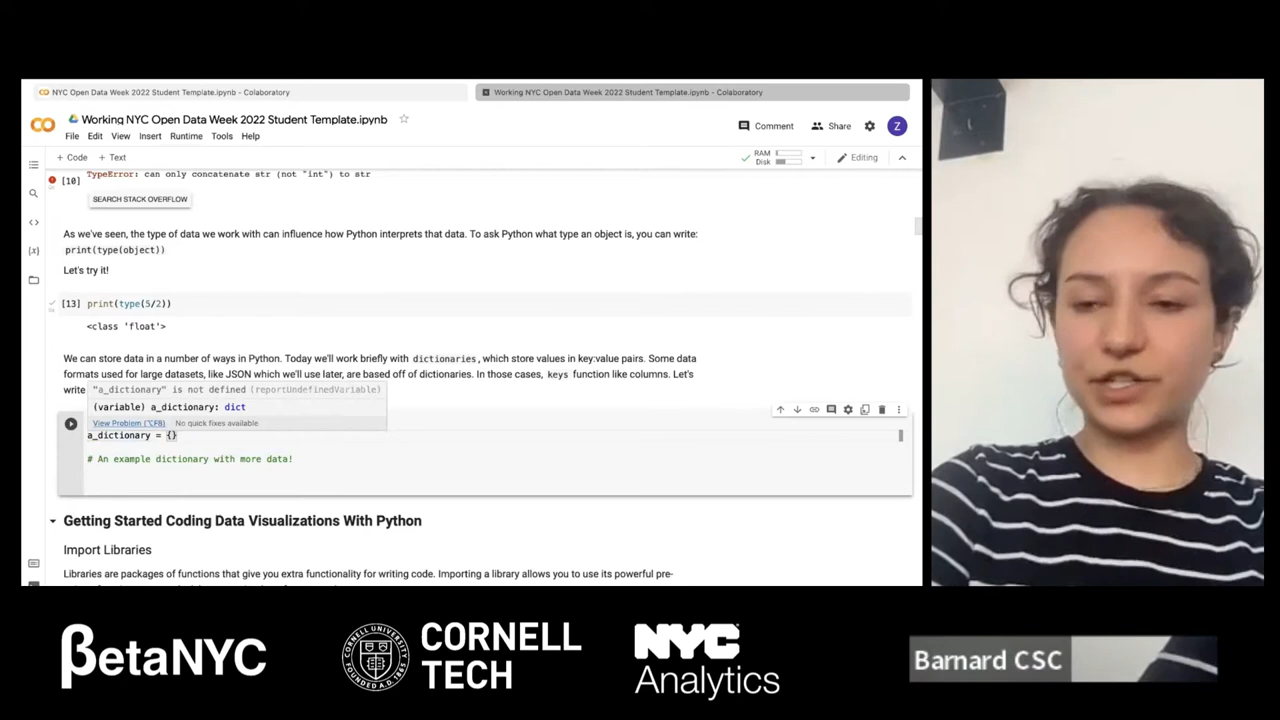 NYC Open Data Week 2022 Student Template.ipynb - Colaboratory
Working NYC Open Data Week 2022 Student Template.ipynb - Colaboratory
Working NYC Open Data Week 2022 Student Template.ipynb
File Edit View Insert Runtime Tools Help
Comment Share Z
+ Code + Text
RAM
Disk
Editing
[10] TypeError: can only concatenate str (not "int") to str
SEARCH STACK OVERFLOW
As we've seen, the type of data we work with can influence how Python interprets that data. To ask Python what type an object is, you can write:
print(type(object))
Let's try it!
[13] print(type(5/2))
<class 'float'>
We can store data in a number of ways in Python. Today we'll work briefly with dictionaries, which store values in key:value pairs. Some data
formats used for large datasets, like JSON which we'll use later, are based off of dictionaries. In those cases, keys function like columns. Let's
write
"a_dictionary" is not defined (reportUndefinedVariable)
(variable) a_dictionary: dict
View Problem (⌥F8) No quick fixes available
a_dictionary = {}
# An example dictionary with more data!
Getting Started Coding Data Visualizations With Python
Import Libraries
Libraries are packages of functions that give you extra functionality for writing code. Importing a library allows you to use its powerful pre-
βetaNYC
CORNELL
TECH
NYC
Analytics
Barnard CSC